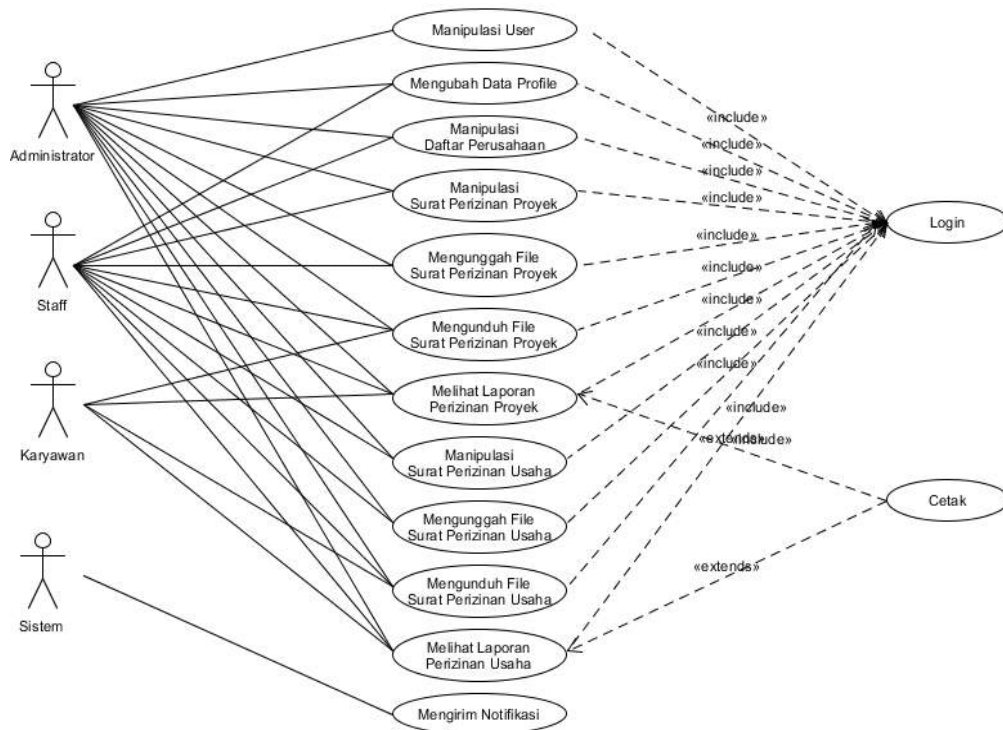 Manipulasi User
Mengubah Data Profile
Manipulasi
Daftar Perusahaan
Manipulasi
Surat Perizinan Proyek
Mengunggah File
Surat Perizinan Proyek
Mengunduh File
Surat Perizinan Proyek
Melihat Laporan
Perizinan Proyek
Manipulasi
Surat Perizinan Usaha
Mengunggah File
Surat Perizinan Usaha
Mengunduh File
Surat Perizinan Usaha
Melihat Laporan
Perizinan Usaha
Mengirim Notifikasi
Administrator
Staff
Karyawan
Sistem
«include»
«include»
«include»
«include»
«include»
«include»
«include»
«include»
«include»
«include»
«extends»
«include»
«extends»
Login
Cetak